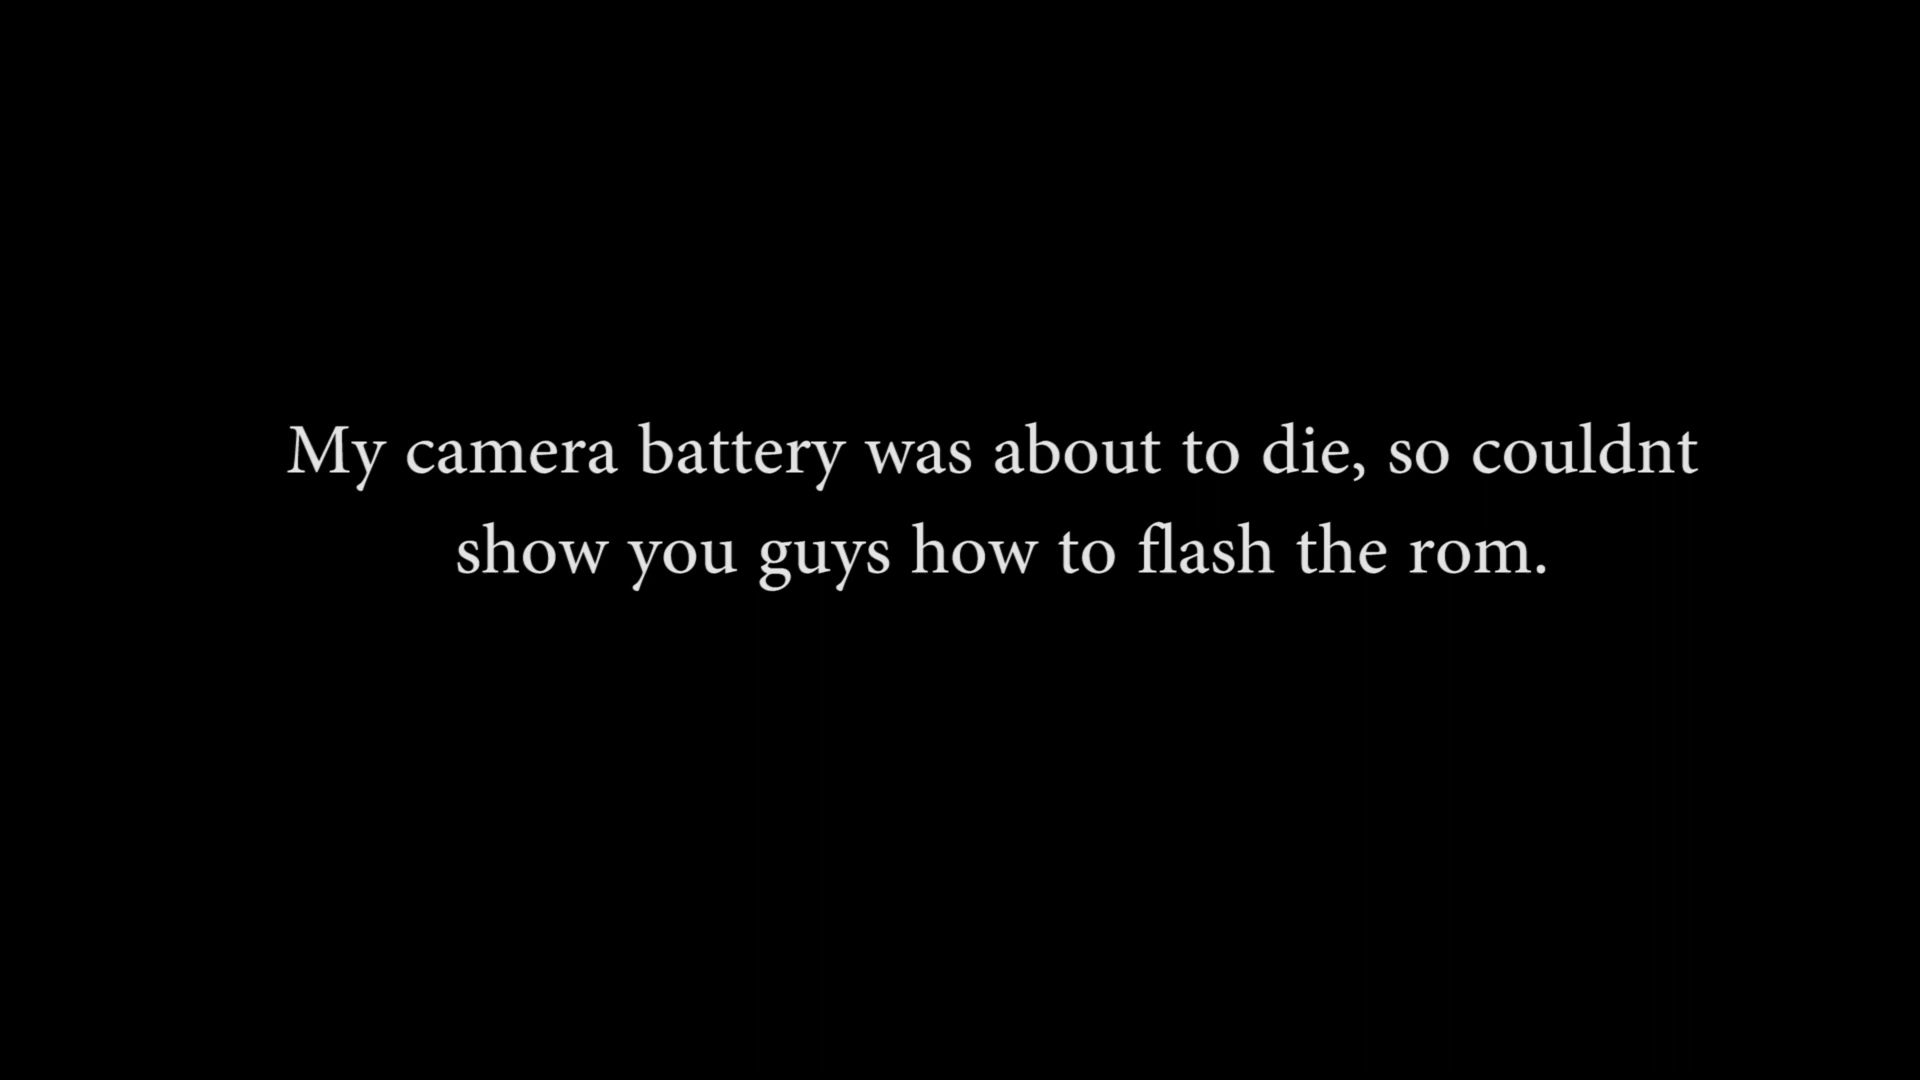 My camera battery was about to die, so couldnt
show you guys how to flash the rom.